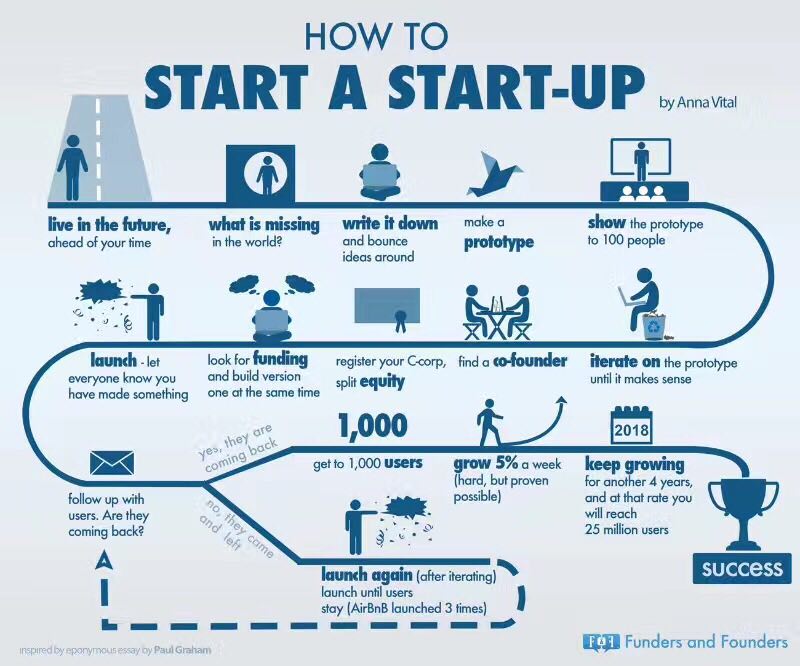 HOW TO
START A START-UP
by Anna Vital
live in the future,
ahead of your time
what is missing
in the world?
write it down
and bounce
ideas around
make a
prototype
show the prototype
to 100 people
launch - let
everyone know you
have made something
look for funding
and build version
one at the same time
register your C-corp,
split equity
find a co-founder
iterate on the prototype
until it makes sense
follow up with
users. Are they
coming back?
yes, they are
coming back
no, they came
and left
1,000
get to 1,000 users
grow 5% a week
(hard, but proven
possible)
2018
keep growing
for another 4 years,
and at that rate you
will reach
25 million users
success
launch again (after iterating)
launch until users
stay (AirBnB launched 3 times)
inspired by eponymous essay by Paul Graham
F&F Funders and Founders